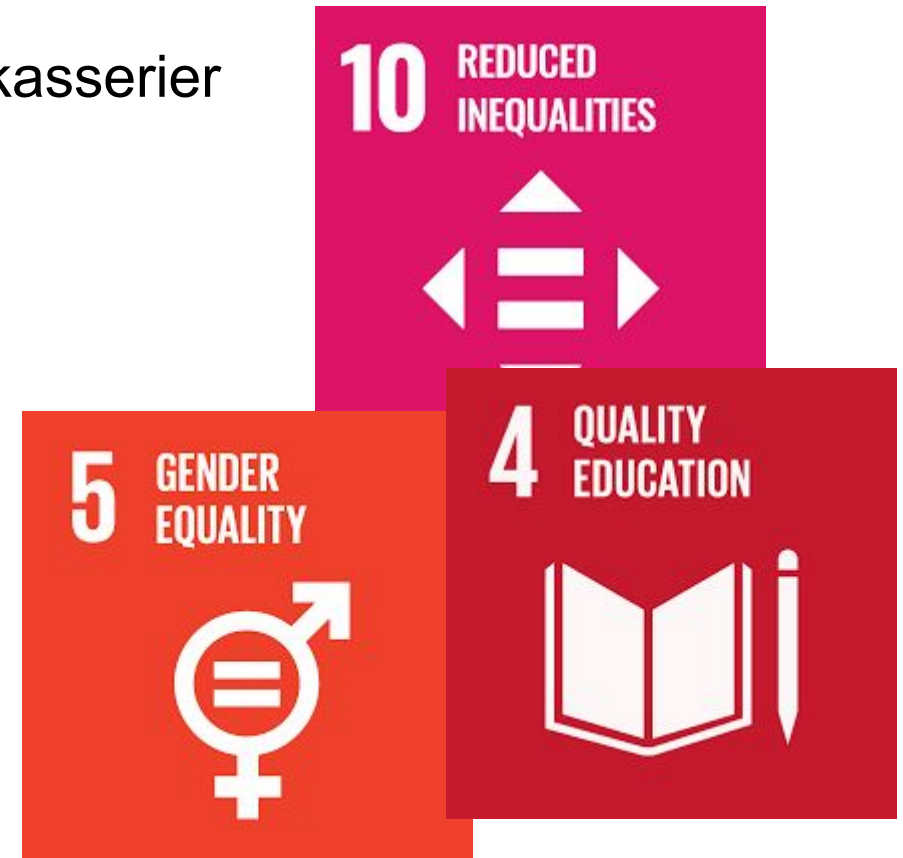 kasserier
10 REDUCED
INEQUALITIES
5 GENDER
EQUALITY
4 QUALITY
EDUCATION